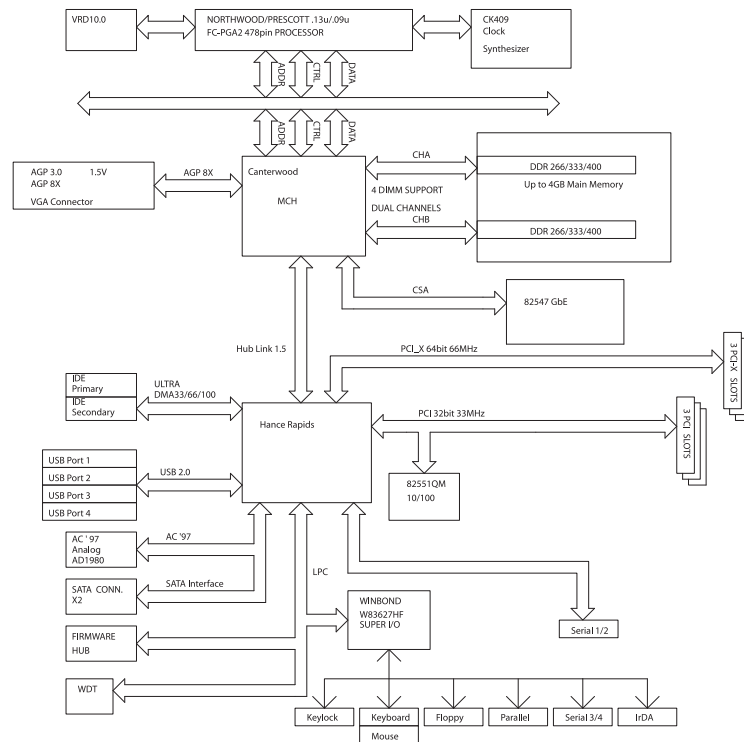 VRD10.0
NORTHWOOD/PRESCOTT .13u/.09u
FC-PGA2 478pin PROCESSOR
CK409
Clock
Synthesizer
ADDR
CTRL
DATA
ADDR
CTRL
DATA
AGP 3.0 1.5V
AGP 8X
VGA Connector
AGP 8X
Canterwood
MCH
CHA
4 DIMM SUPPORT
DUAL CHANNELS
CHB
DDR 266/333/400
Up to 4GB Main Memory
DDR 266/333/400
CSA
82547 GbE
Hub Link 1.5
PCI_X 64bit 66MHz
3 PCI-X SLOTS
IDE
Primary
IDE
Secondary
ULTRA
DMA33/66/100
Hance Rapids
PCI 32bit 33MHz
3 PCI SLOTS
USB Port 1
USB Port 2
USB Port 3
USB Port 4
USB 2.0
82551QM
10/100
AC ' 97
Analog
AD1980
AC '97
SATA CONN.
X2
SATA Interface
LPC
FIRMWARE
HUB
WDT
WINBOND
W83627HF
SUPER I/O
Serial 1/2
Keylock
Keyboard
Mouse
Floppy
Parallel
Serial 3/4
IrDA